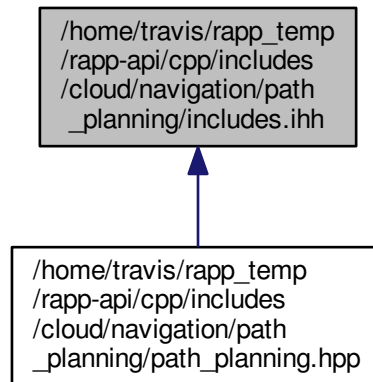 /home/travis/rapp_temp
/rapp-api/cpp/includes
/cloud/navigation/path
_planning/includes.ihh
/home/travis/rapp_temp
/rapp-api/cpp/includes
/cloud/navigation/path
_planning/path_planning.hpp